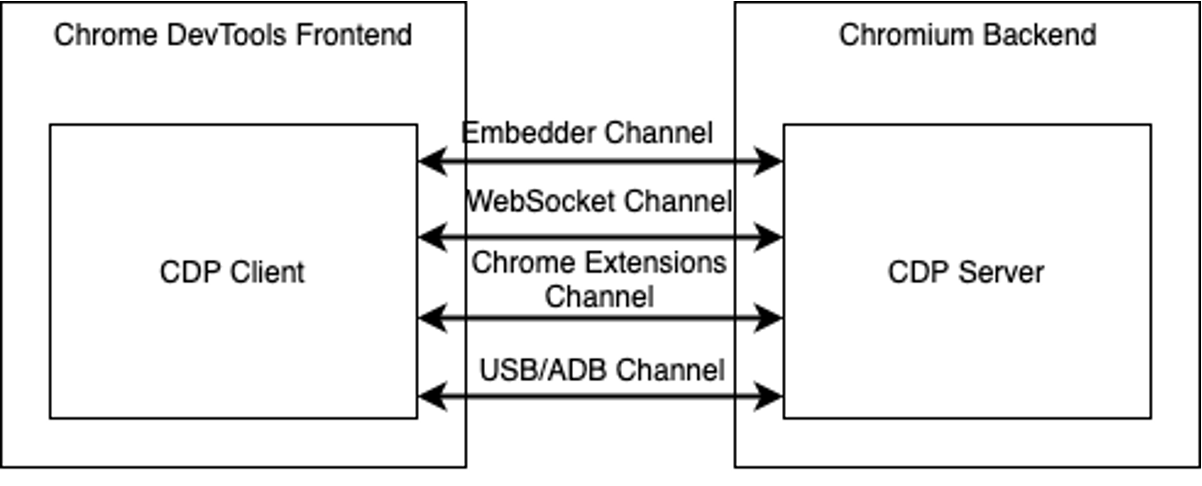 Chrome DevTools Frontend
Chromium Backend
Embedder Channel
WebSocket Channel
Chrome Extensions
Channel
USB/ADB Channel
CDP Client
CDP Server